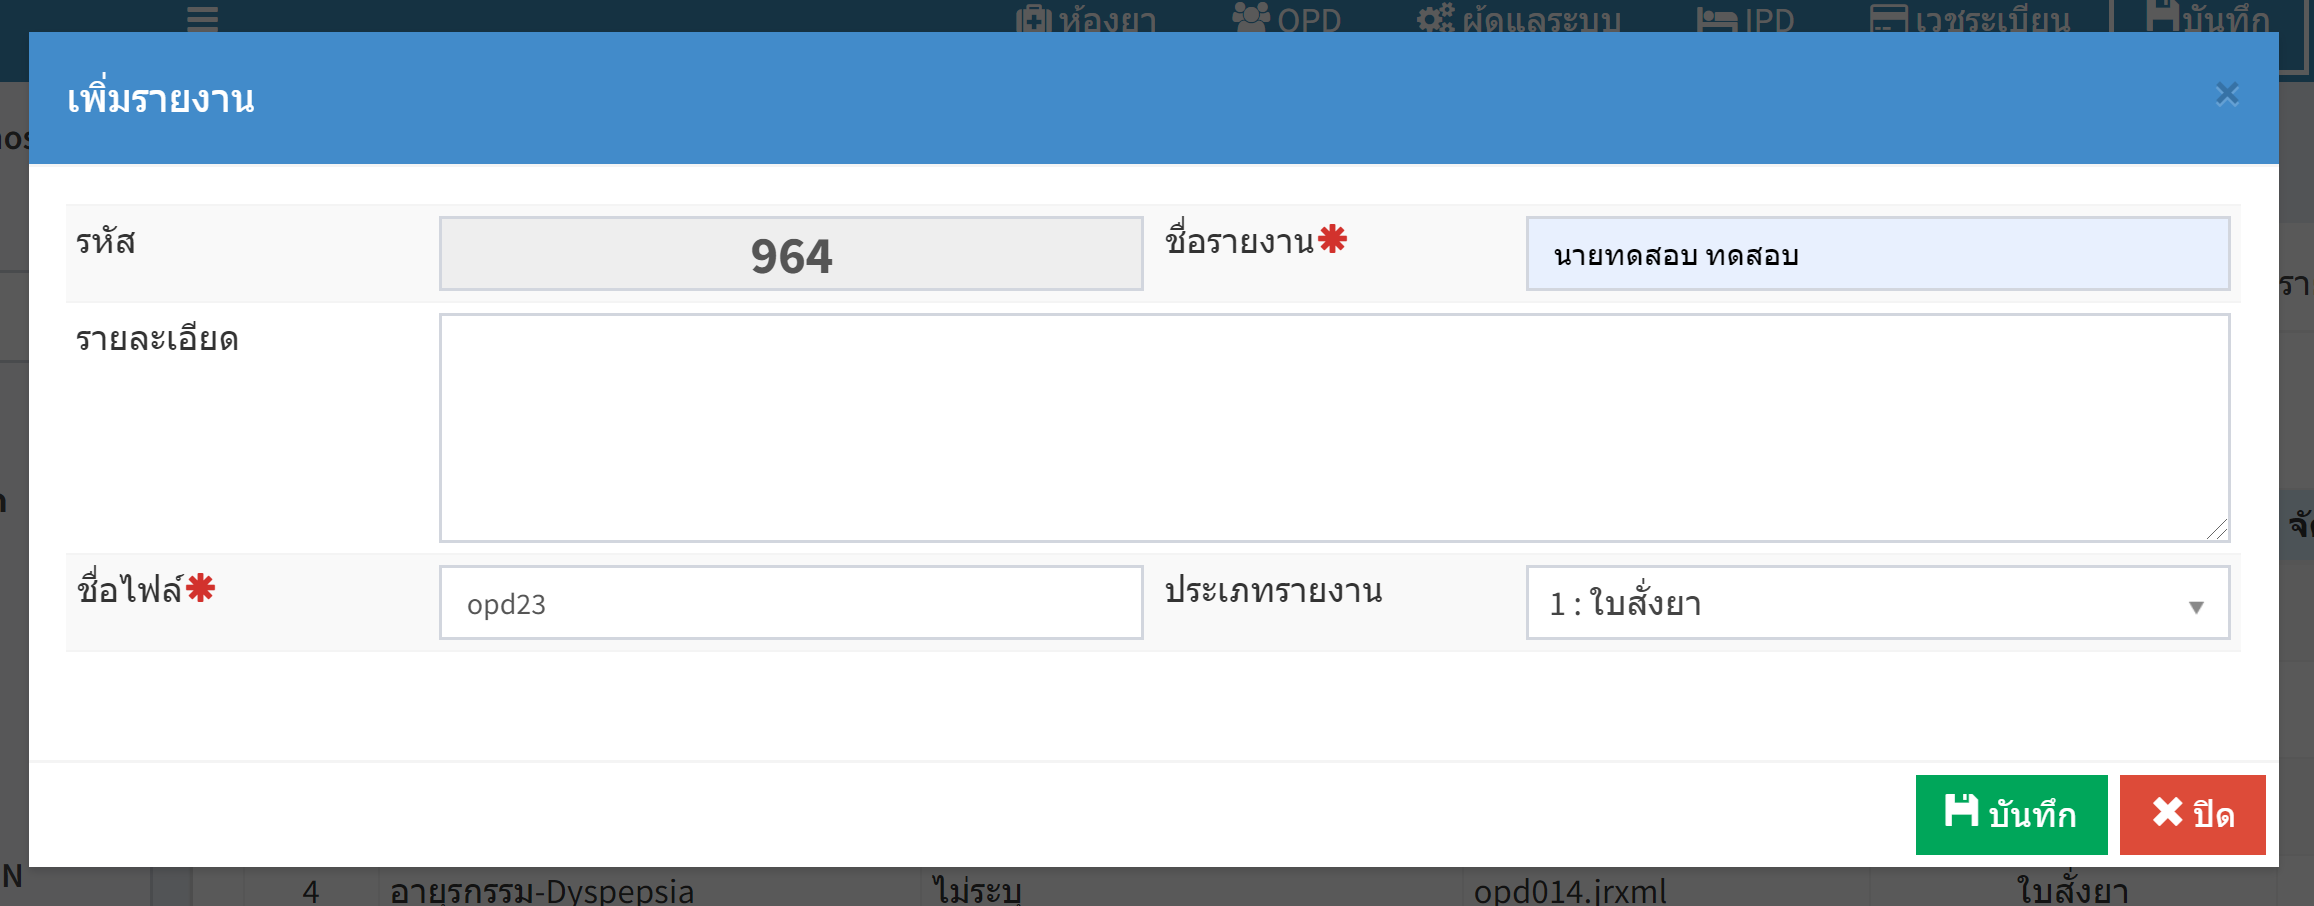 ห้องยา OPD ผู้ดูแลระบบ IPD เวชระเบียน บันทึก
เพิ่มรายงาน ×
รหัส 964 ชื่อรายงาน* นายทดสอบ ทดสอบ
รายละเอียด
ชื่อไฟล์* opd23 ประเภทรายงาน 1 : ใบสั่งยา
บันทึก ปิด
4 อายุรกรรม-Dyspepsia ไม่ระบุ opd014.jrxml ใบสั่งยา